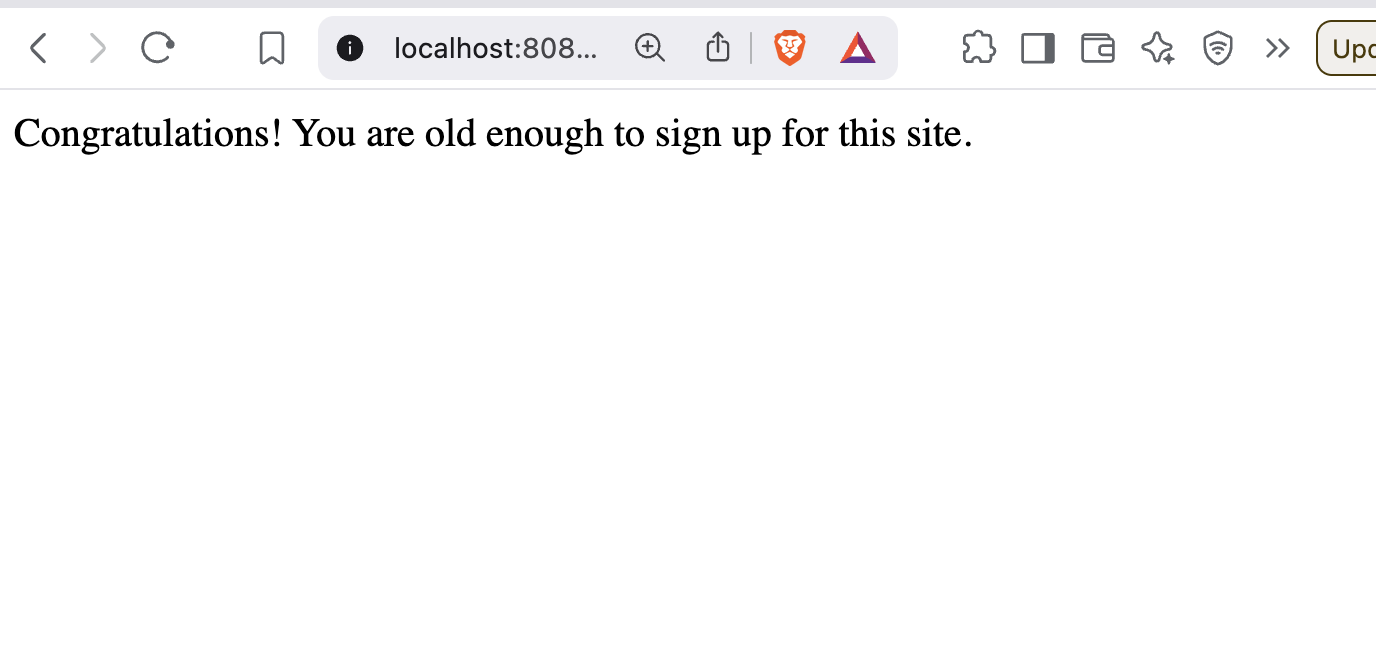 localhost:808...
Upd
Congratulations! You are old enough to sign up for this site.